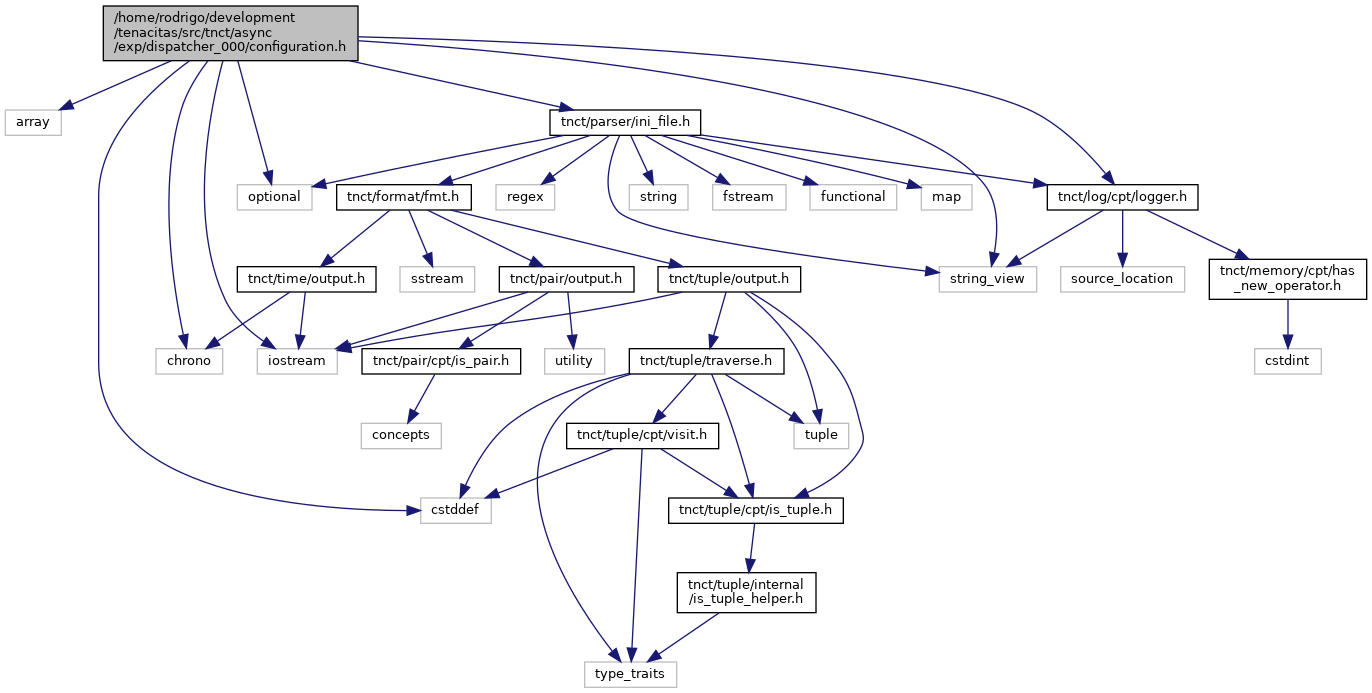 /home/rodrigo/development
/tenacitas/src/tnct/async
/exp/dispatcher_000/configuration.h
array
tnct/parser/ini_file.h
optional
tnct/format/fmt.h
regex
string
fstream
functional
map
tnct/log/cpt/logger.h
tnct/time/output.h
sstream
tnct/pair/output.h
tnct/tuple/output.h
string_view
source_location
tnct/memory/cpt/has
_new_operator.h
chrono
iostream
tnct/pair/cpt/is_pair.h
utility
tnct/tuple/traverse.h
cstdint
concepts
tnct/tuple/cpt/visit.h
tuple
cstddef
tnct/tuple/cpt/is_tuple.h
tnct/tuple/internal
/is_tuple_helper.h
type_traits